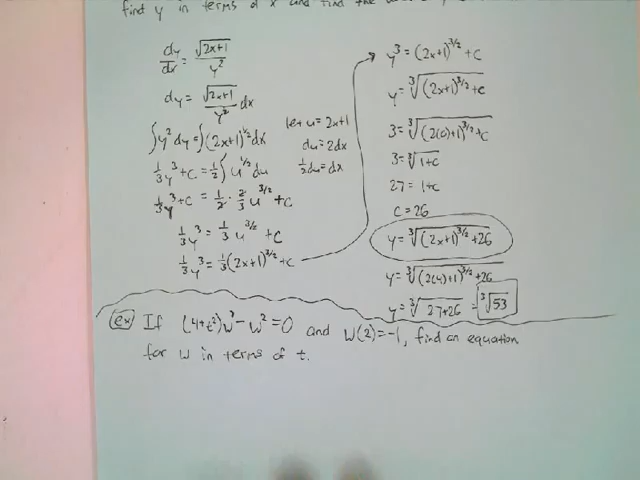 find y in terms of x and find the
dy/dx = √(2x+1) / y²
dy = √(2x+1) / y² dx
∫y² dy = ∫(2x+1)^(1/2) dx
let u = 2x+1
du = 2dx
½du = dx
⅓y³ + c = ½ ∫ u^(1/2) du
⅓y³ + c = ½ · ⅔ u^(3/2) + c
⅓y³ = ⅓ u^(3/2) + c
⅓y³ = ⅓(2x+1)^(3/2) + c
y³ = (2x+1)^(3/2) + c
y = ∛((2x+1)^(3/2) + c)
3 = ∛((2(0)+1)^(3/2) + c)
3 = ∛(1+c)
27 = 1+c
c = 26
y = ∛((2x+1)^(3/2) + 26)
y = ∛((2(4)+1)^(3/2) + 26)
y = ∛(27+26) = ∛53
(ex) If (4+t²)w' - w² = 0 and w(2) = -1, find an equation
for w in terms of t.